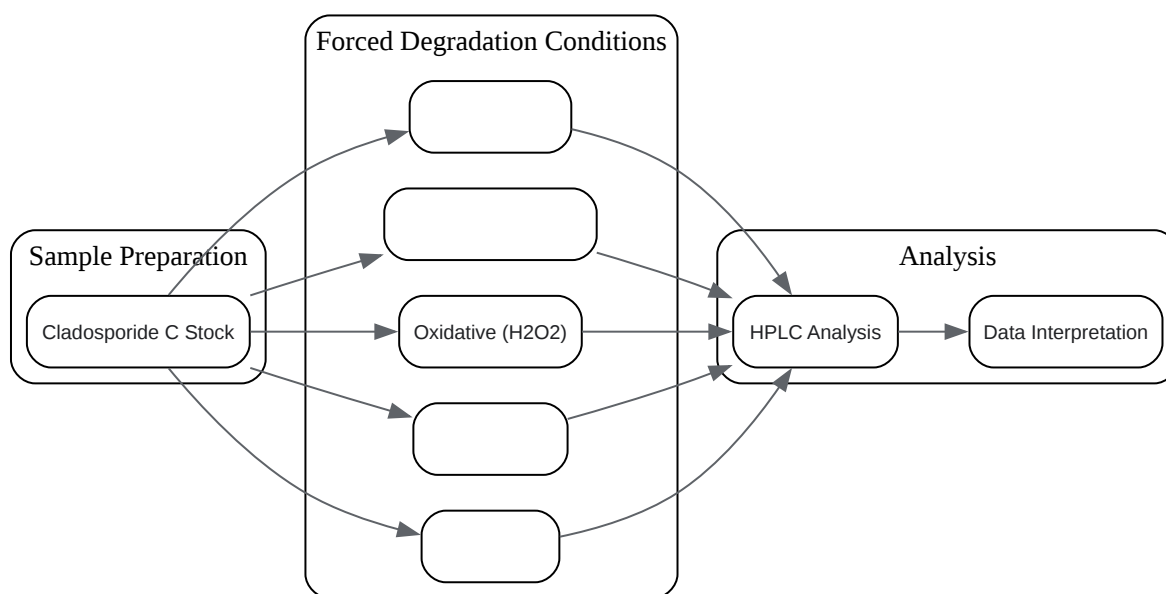 Forced Degradation Conditions
Sample Preparation
Analysis
Cladosporide C Stock
Oxidative (H2O2)
HPLC Analysis
Data Interpretation